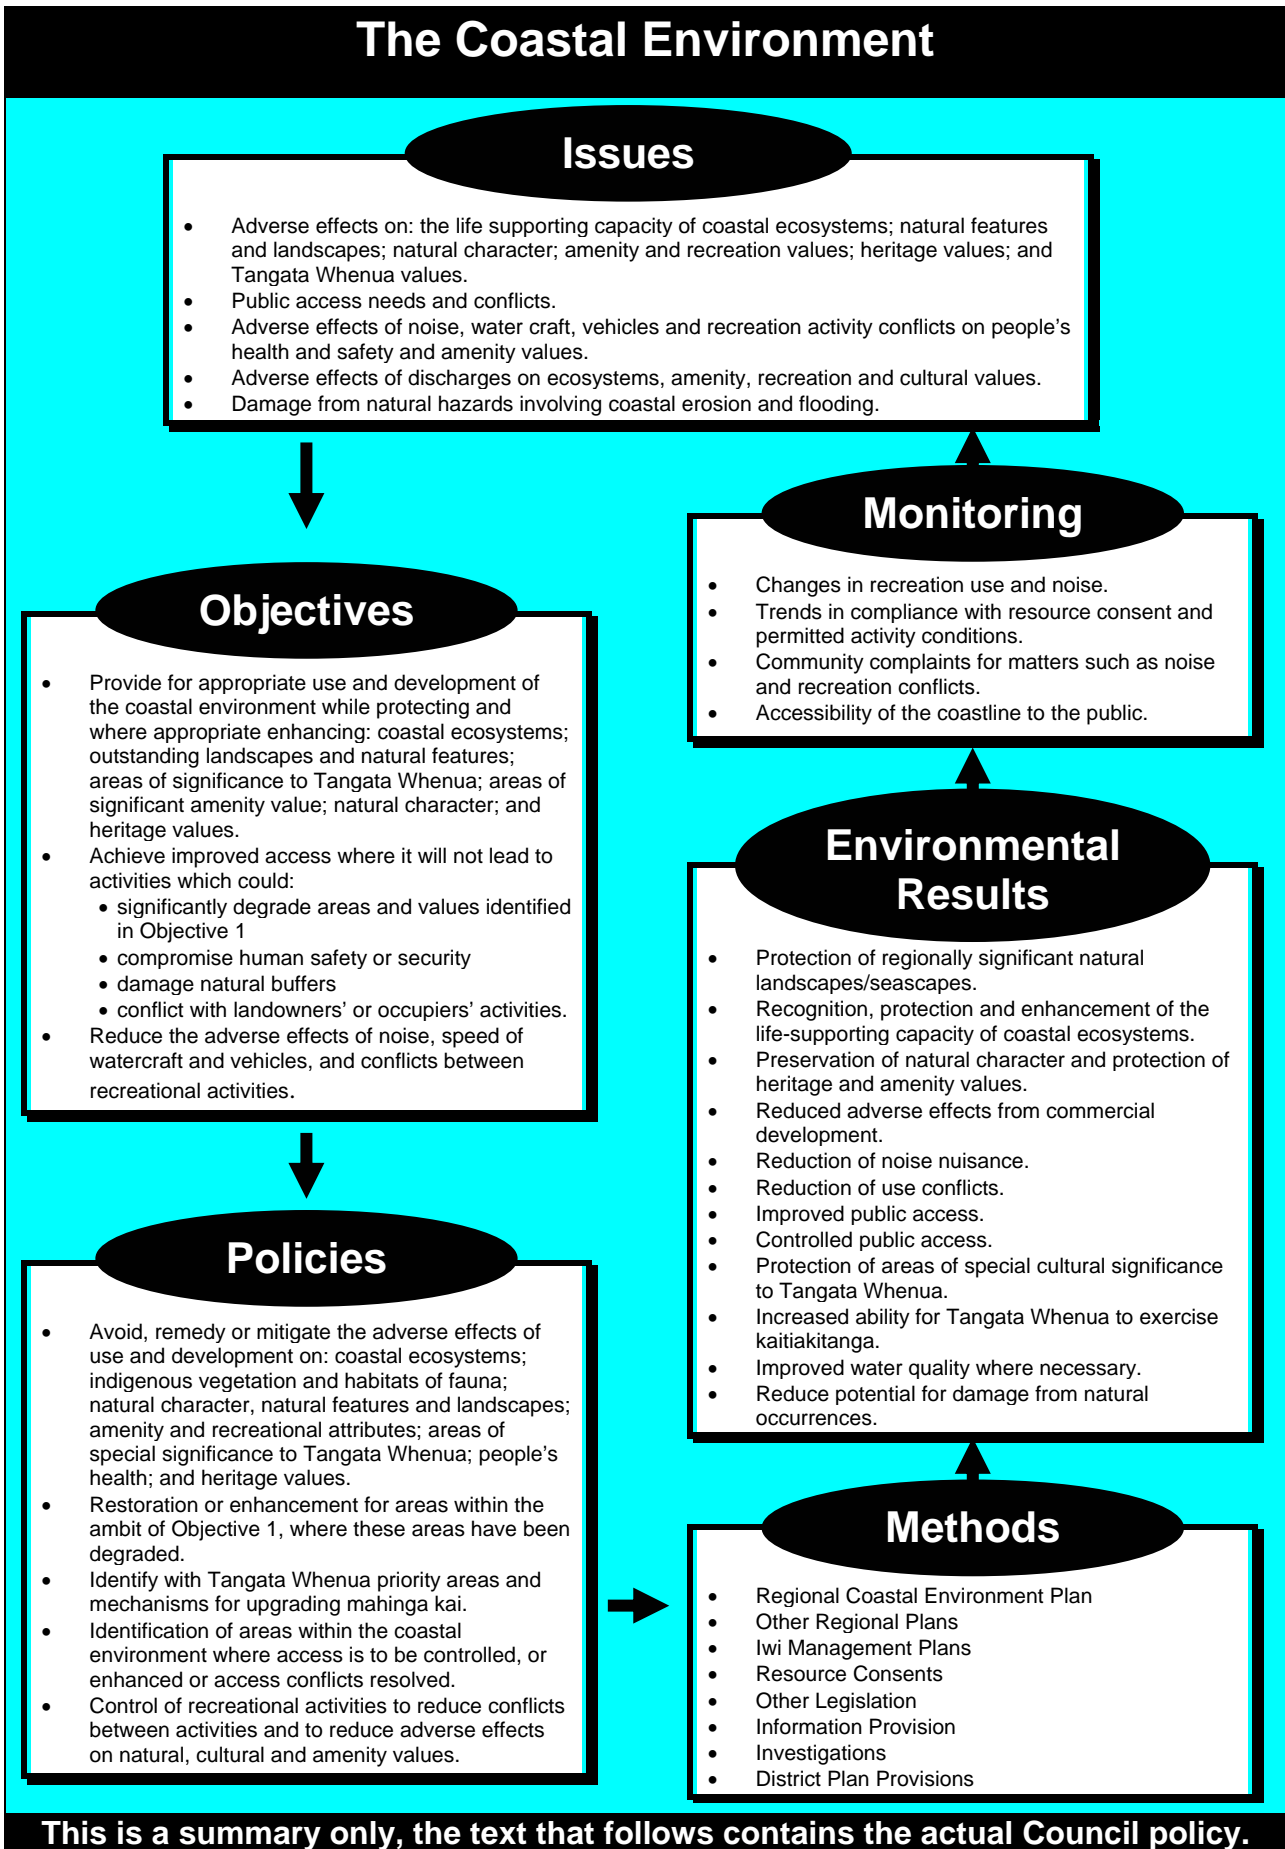 The Coastal Environment
Issues
• Adverse effects on: the life supporting capacity of coastal ecosystems; natural features
and landscapes; natural character; amenity and recreation values; heritage values; and
Tangata Whenua values.
• Public access needs and conflicts.
• Adverse effects of noise, water craft, vehicles and recreation activity conflicts on people's
health and safety and amenity values.
• Adverse effects of discharges on ecosystems, amenity, recreation and cultural values.
• Damage from natural hazards involving coastal erosion and flooding.
Objectives
• Provide for appropriate use and development of
the coastal environment while protecting and
where appropriate enhancing: coastal ecosystems;
outstanding landscapes and natural features;
areas of significance to Tangata Whenua; areas of
significant amenity value; natural character; and
heritage values.
• Achieve improved access where it will not lead to
activities which could:
• significantly degrade areas and values identified
in Objective 1
• compromise human safety or security
• damage natural buffers
• conflict with landowners' or occupiers' activities.
• Reduce the adverse effects of noise, speed of
watercraft and vehicles, and conflicts between
recreational activities.
Policies
• Avoid, remedy or mitigate the adverse effects of
use and development on: coastal ecosystems;
indigenous vegetation and habitats of fauna;
natural character, natural features and landscapes;
amenity and recreational attributes; areas of
special significance to Tangata Whenua; people's
health; and heritage values.
• Restoration or enhancement for areas within the
ambit of Objective 1, where these areas have been
degraded.
• Identify with Tangata Whenua priority areas and
mechanisms for upgrading mahinga kai.
• Identification of areas within the coastal
environment where access is to be controlled, or
enhanced or access conflicts resolved.
• Control of recreational activities to reduce conflicts
between activities and to reduce adverse effects
on natural, cultural and amenity values.
Methods
• Regional Coastal Environment Plan
• Other Regional Plans
• Iwi Management Plans
• Resource Consents
• Other Legislation
• Information Provision
• Investigations
• District Plan Provisions
Environmental
Results
• Protection of regionally significant natural
landscapes/seascapes.
• Recognition, protection and enhancement of the
life-supporting capacity of coastal ecosystems.
• Preservation of natural character and protection of
heritage and amenity values.
• Reduced adverse effects from commercial
development.
• Reduction of noise nuisance.
• Reduction of use conflicts.
• Improved public access.
• Controlled public access.
• Protection of areas of special cultural significance
to Tangata Whenua.
• Increased ability for Tangata Whenua to exercise
kaitiakitanga.
• Improved water quality where necessary.
• Reduce potential for damage from natural
occurrences.
Monitoring
• Changes in recreation use and noise.
• Trends in compliance with resource consent and
permitted activity conditions.
• Community complaints for matters such as noise
and recreation conflicts.
• Accessibility of the coastline to the public.
This is a summary only, the text that follows contains the actual Council policy.